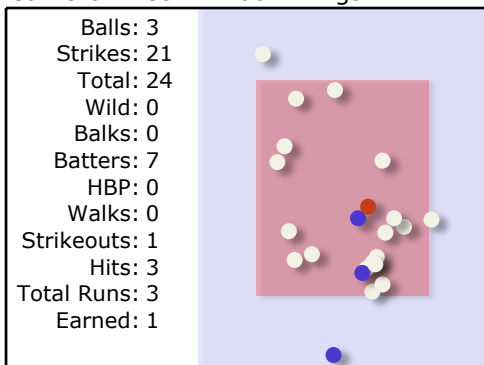 Balls: 3
Strikes: 21
Total: 24
Wild: 0
Balks: 0
Batters: 7
HBP: 0
Walks: 0
Strikeouts: 1
Hits: 3
Total Runs: 3
Earned: 1